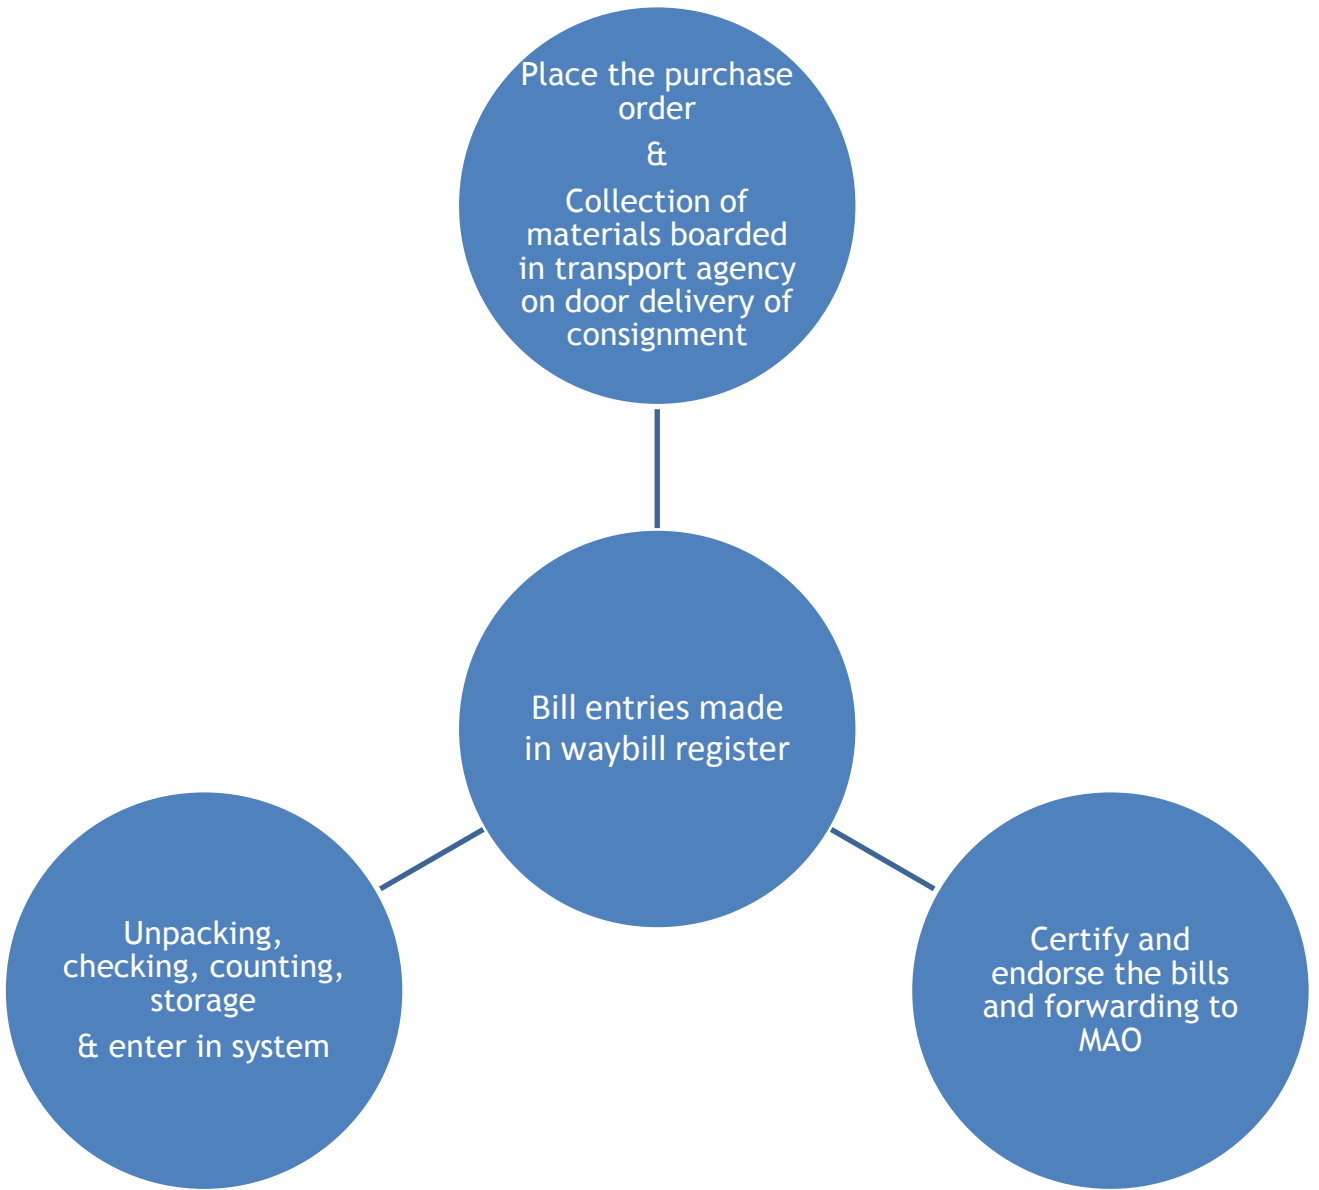 Place the purchase
order
&
Collection of
materials boarded
in transport agency
on door delivery of
consignment
Bill entries made
in waybill register
Unpacking,
checking, counting,
storage
& enter in system
Certify and
endorse the bills
and forwarding to
MAO